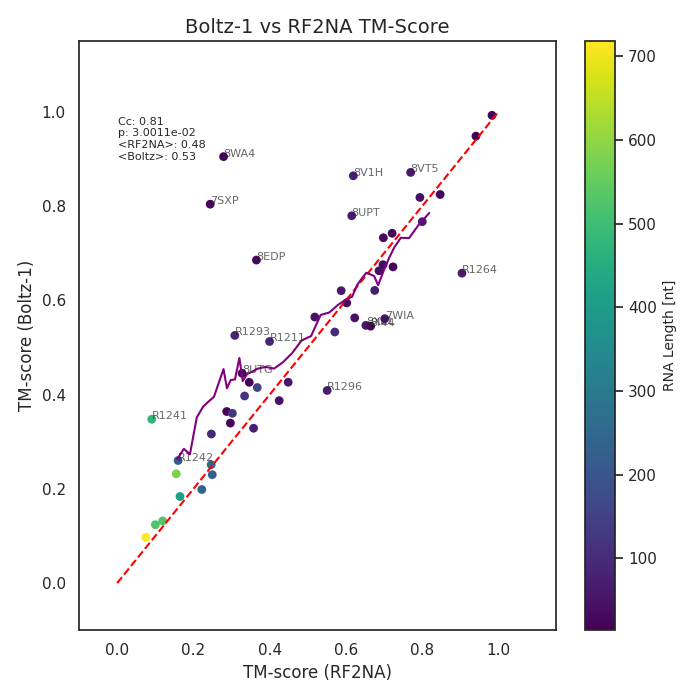 Boltz-1 vs RF2NA TM-Score
Cc: 0.81
p: 3.0011e-02
<RF2NA>: 0.48
<Boltz>: 0.53
8WA4
8V1H
8VT5
7SXP
8UPT
8EDP
R1264
R1293
R1211
7WIA
8UTG
R1296
R1241
R1242
TM-score (Boltz-1)
1.0
0.8
0.6
0.4
0.2
0.0
0.0 0.2 0.4 0.6 0.8 1.0
TM-score (RF2NA)
700
600
500
400
300
200
100
RNA Length [nt]